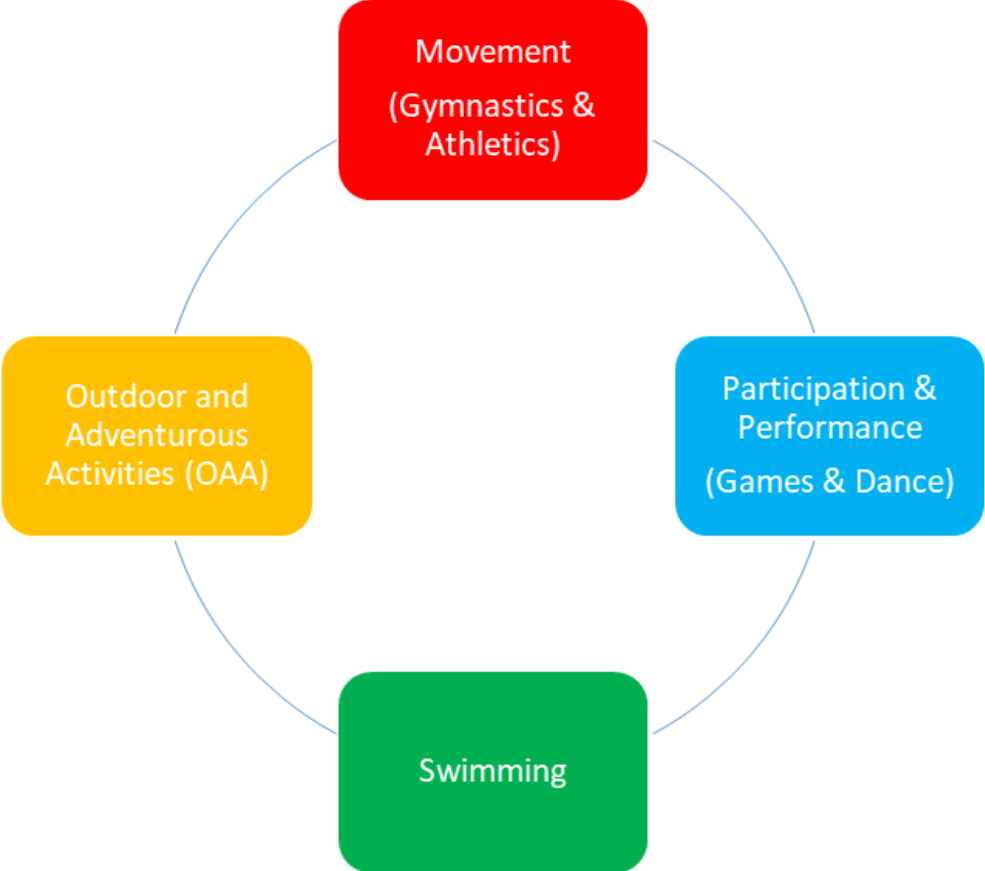 Movement
(Gymnastics &
Athletics)
Outdoor and
Adventurous
Activities (OAA)
Participation &
Performance
(Games & Dance)
Swimming